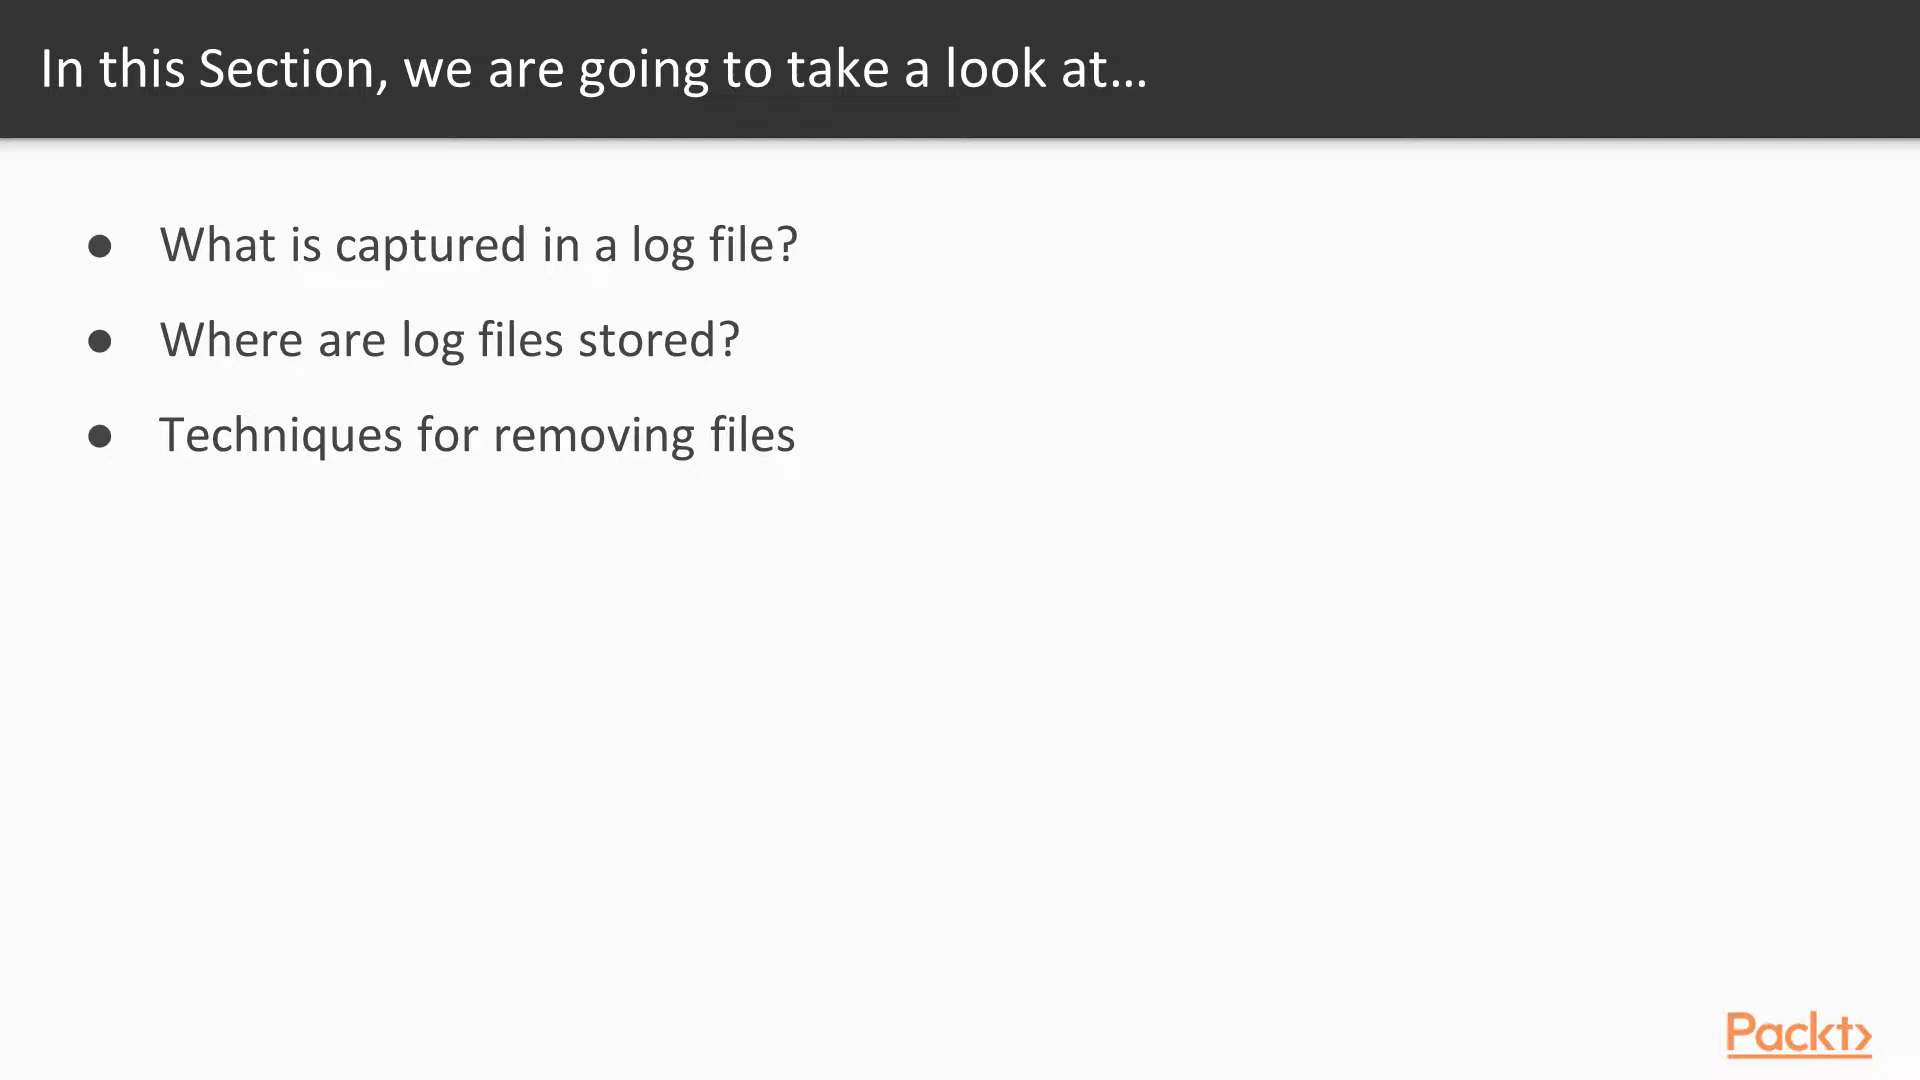 In this Section, we are going to take a look at...
● What is captured in a log file?
● Where are log files stored?
● Techniques for removing files
Packt>